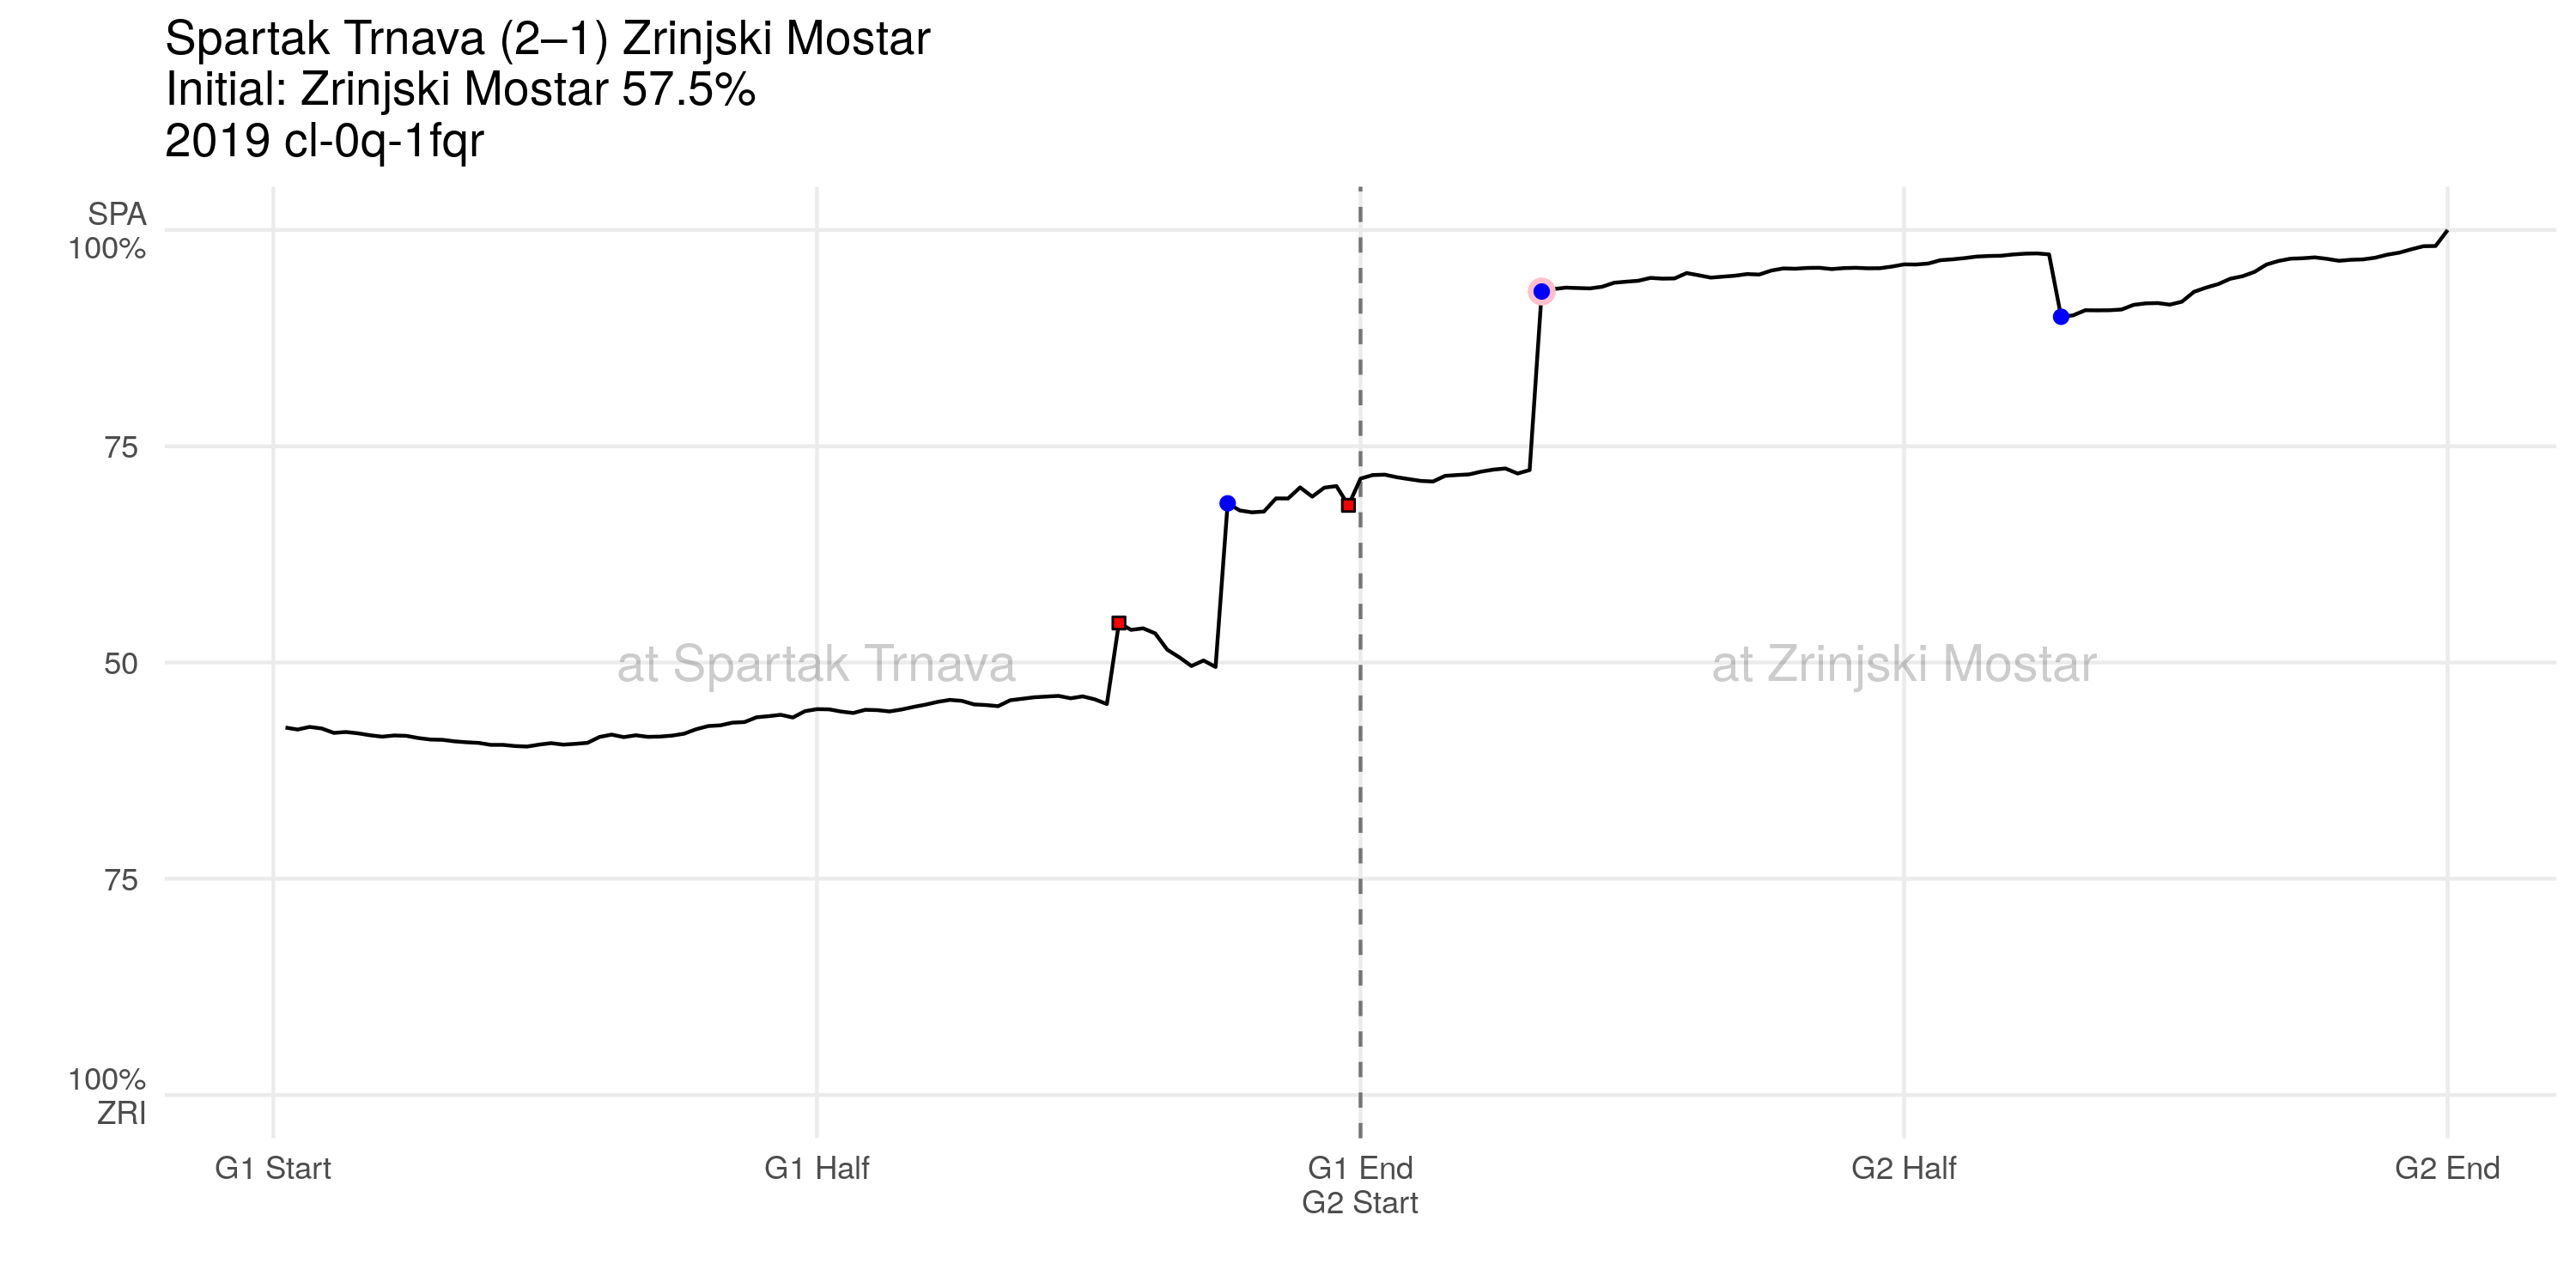 Spartak Trnava (2–1) Zrinjski Mostar
Initial: Zrinjski Mostar 57.5%
2019 cl-0q-1fqr
SPA
100%
75
50
75
100%
ZRI
at Spartak Trnava
at Zrinjski Mostar
G1 Start
G1 Half
G1 End
G2 Start
G2 Half
G2 End